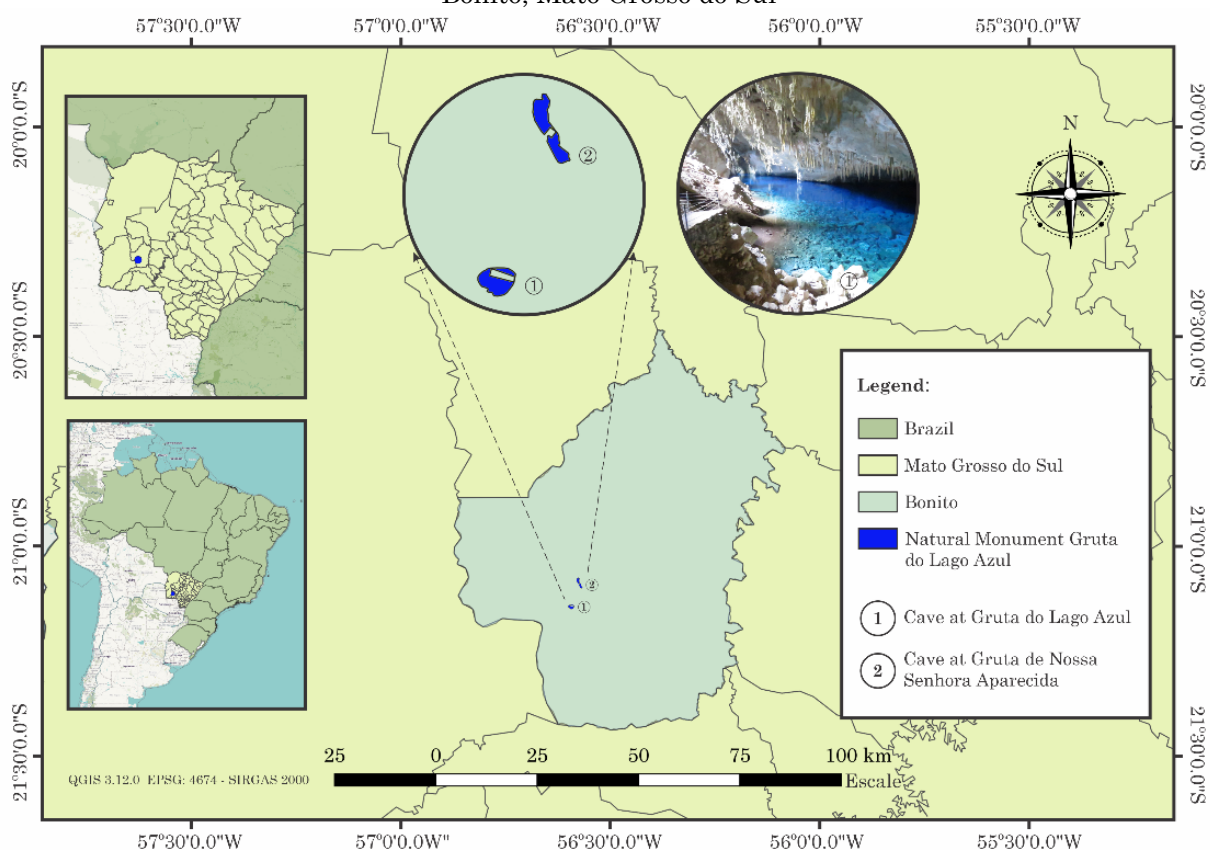 Bonito, Mato Grosso do Sul
57°30'0.0"W 57°0'0.0"W 56°30'0.0"W 56°0'0.0"W 55°30'0.0"W
20°0'0.0"S
20°30'0.0"S
21°0'0.0"S
21°30'0.0"S
2
1
1
N
20°0'0.0"S
20°30'0.0"S
21°0'0.0"S
21°30'0.0"S
2
1
Legend:
Brazil
Mato Grosso do Sul
Bonito
Natural Monument Gruta
do Lago Azul
1 Cave at Gruta do Lago Azul
2 Cave at Gruta de Nossa
Senhora Aparecida
25 0 25 50 75 100 km
QGIS 3.12.0 EPSG: 4674 - SIRGAS 2000
Escale
57°30'0.0"W 57°0'0.0W" 56°30'0.0"W 56°0'0.0"W 55°30'0.0"W